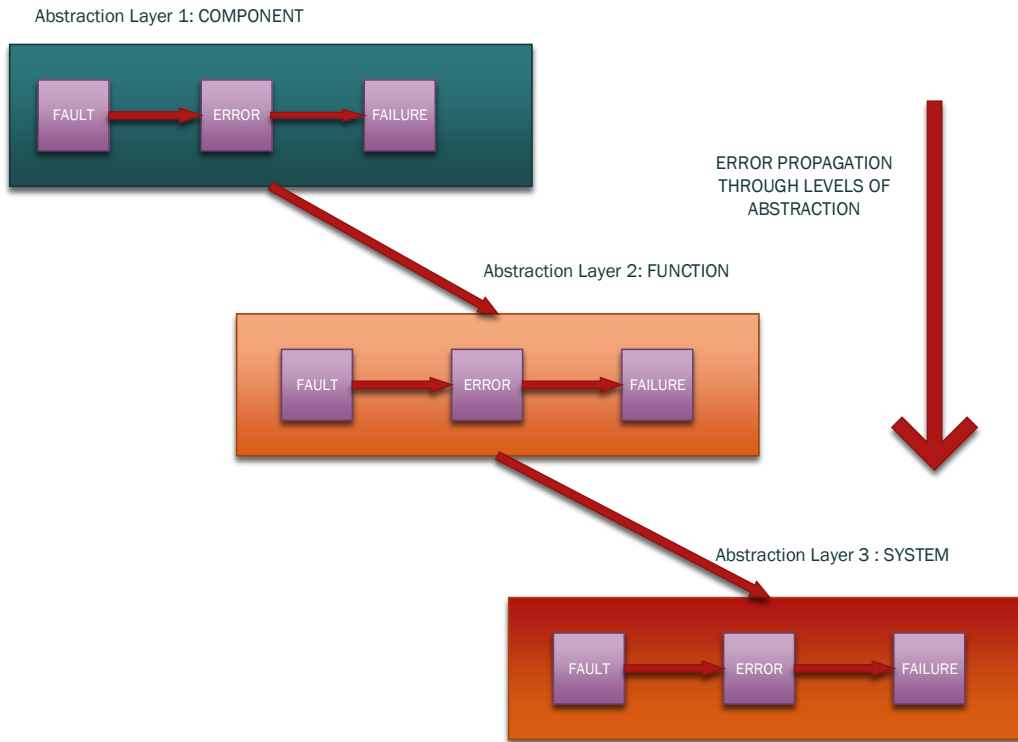 Abstraction Layer 1: COMPONENT
FAULT
ERROR
FAILURE
ERROR PROPAGATION
THROUGH LEVELS OF
ABSTRACTION
Abstraction Layer 2: FUNCTION
FAULT
ERROR
FAILURE
Abstraction Layer 3 : SYSTEM
FAULT
ERROR
FAILURE